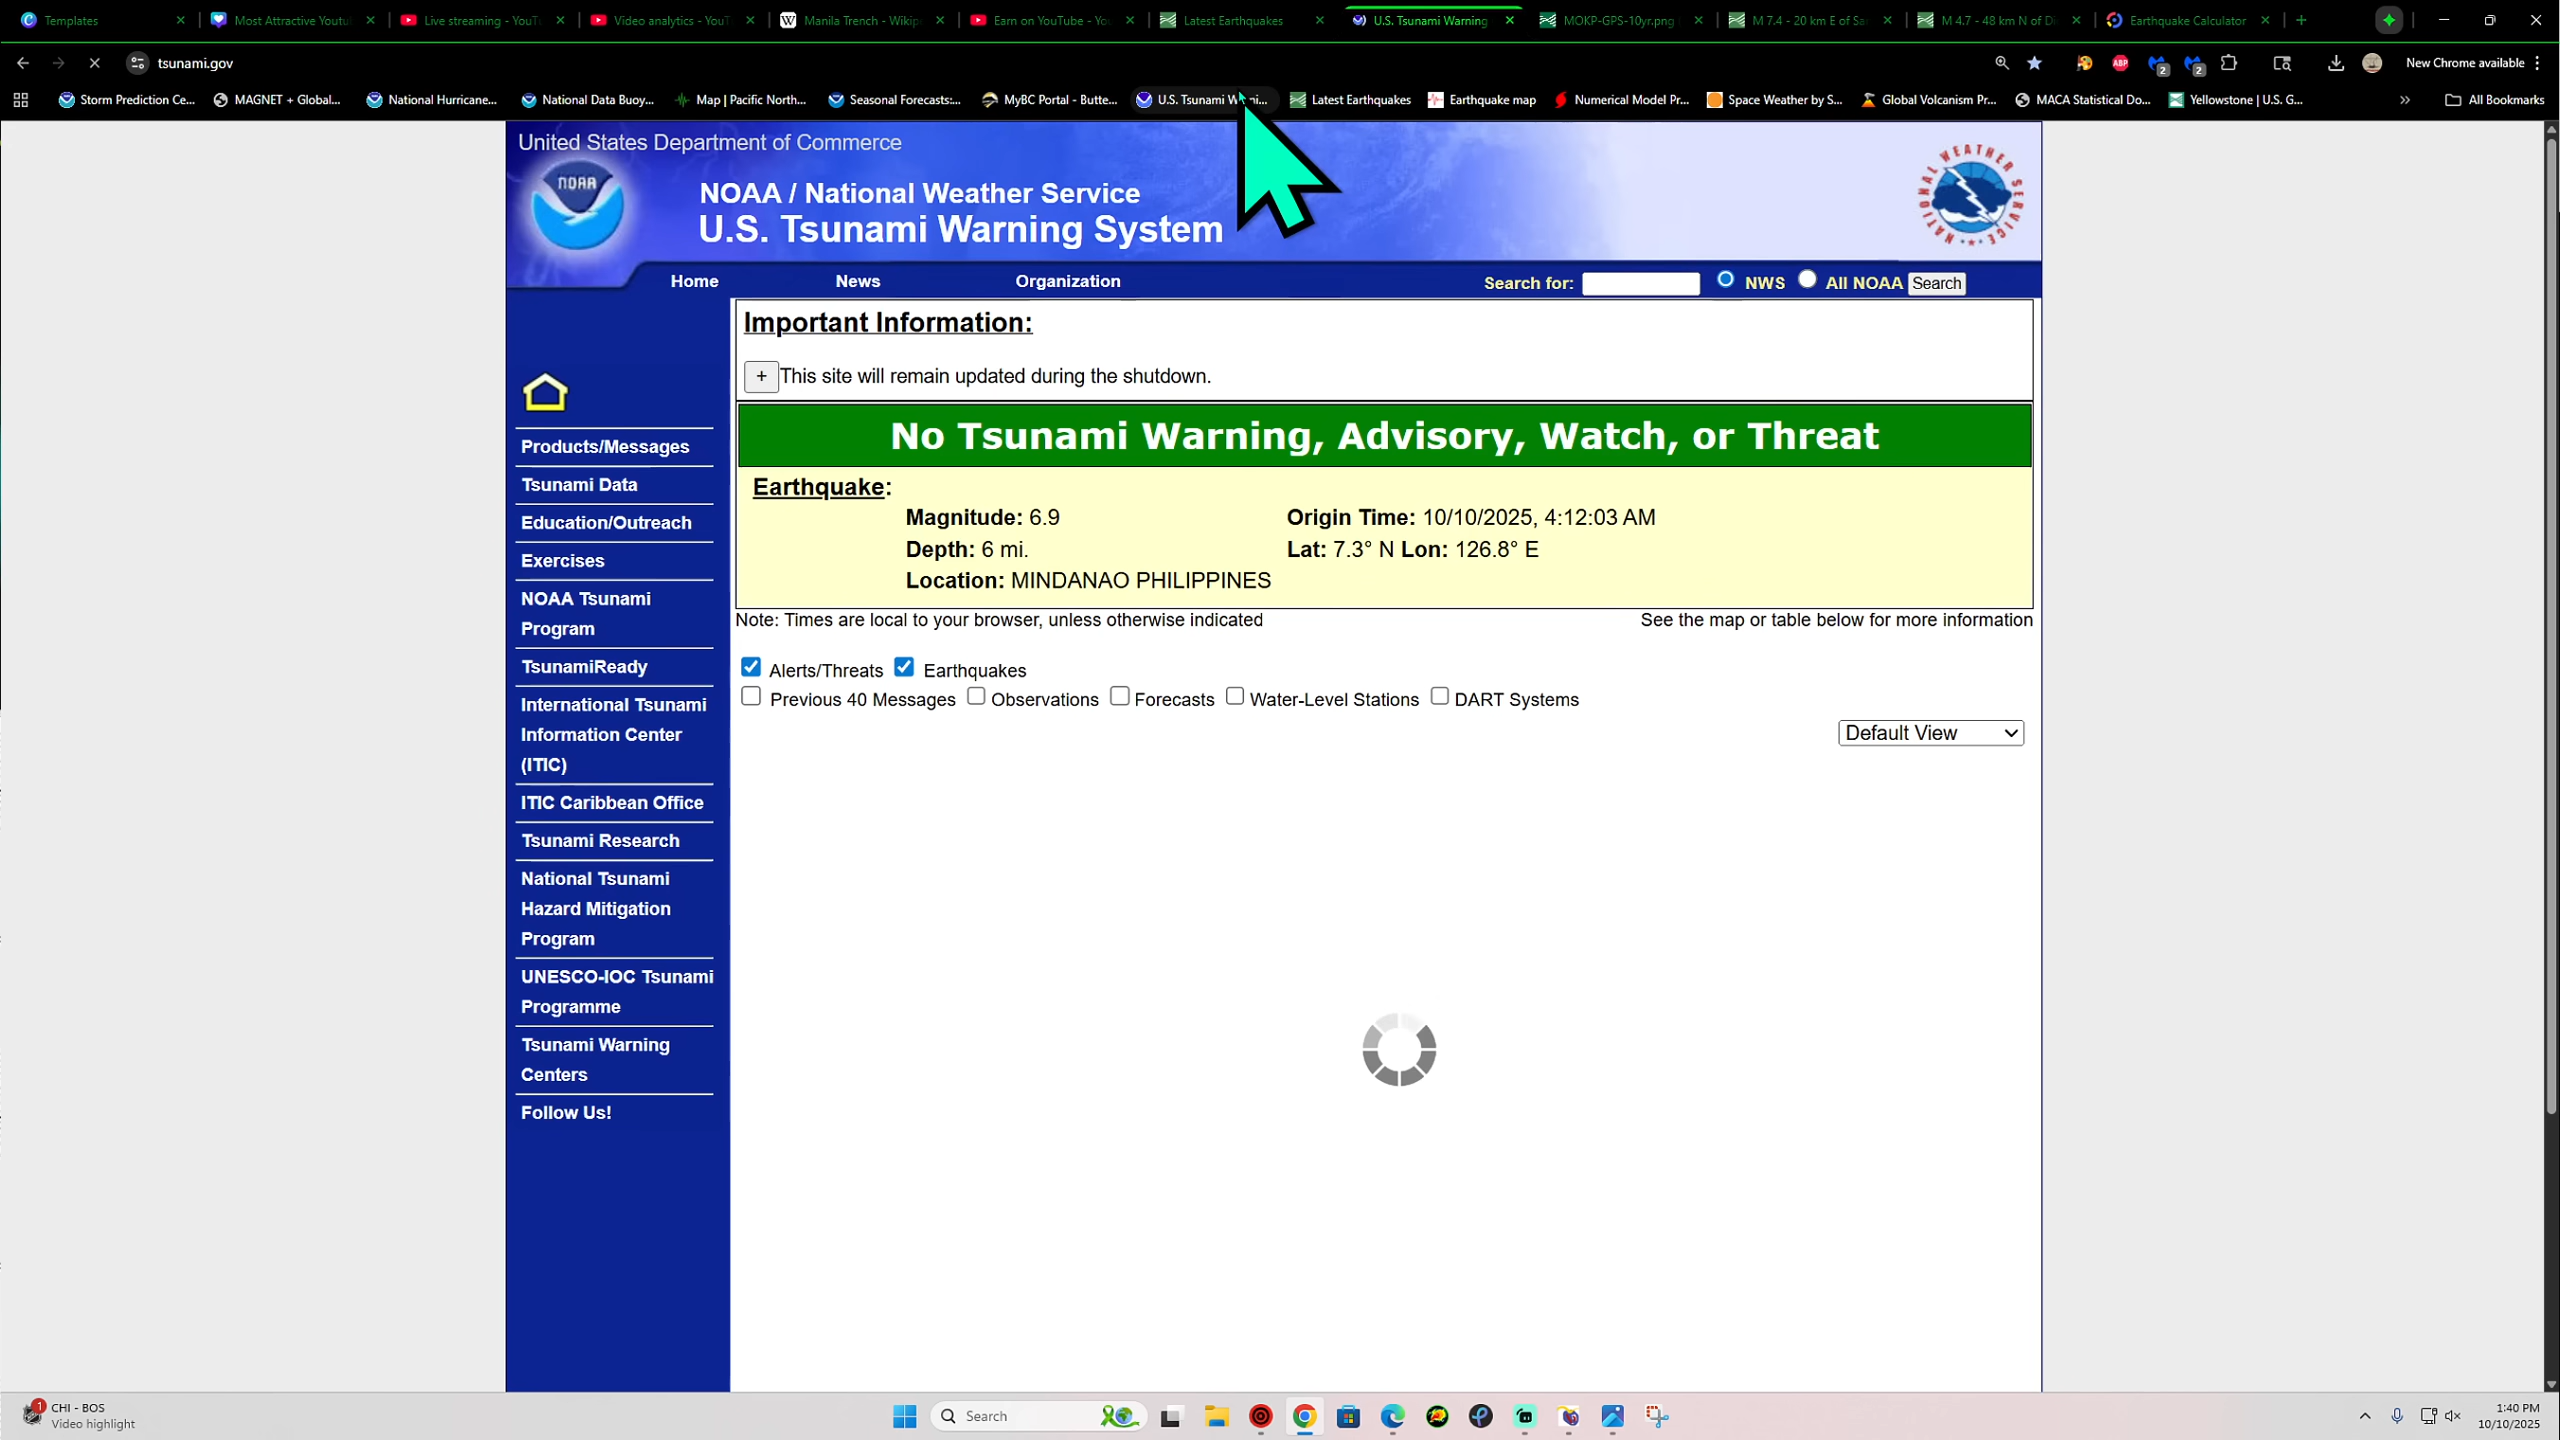 Templates
Most Attractive Youtu
Live streaming - YouT
Video analytics - YouT
Manila Trench - Wikip
Earn on YouTube - Yo
Latest Earthquakes
U.S. Tsunami Warning
MOKP-GPS-10yr.png
M 7.4 - 20 km E of Sa
M 4.7 - 48 km N of D
Earthquake Calculator
tsunami.gov
ABP
2
2
New Chrome available
Storm Prediction Ce...
MAGNET + Global...
National Hurricane...
National Data Buoy...
Map | Pacific North...
Seasonal Forecasts:...
MyBC Portal - Butte...
U.S. Tsunami W ni...
Latest Earthquakes
Earthquake map
Numerical Model Pr...
Space Weather by S...
Global Volcanism Pr...
MACA Statistical Do...
Yellowstone | U.S. G...
All Bookmarks
United States Department of Commerce
NOAA
NOAA / National Weather Service
U.S. Tsunami Warning System
NATIONAL WEATHER SERVICE
Home
News
Organization
Search for:
NWS
All NOAA
Search
Important Information:
+
This site will remain updated during the shutdown.
No Tsunami Warning, Advisory, Watch, or Threat
Earthquake:
Magnitude: 6.9
Origin Time: 10/10/2025, 4:12:03 AM
Depth: 6 mi.
Lat: 7.3° N Lon: 126.8° E
Location: MINDANAO PHILIPPINES
Note: Times are local to your browser, unless otherwise indicated
See the map or table below for more information
Alerts/Threats
Earthquakes
Previous 40 Messages
Observations
Forecasts
Water-Level Stations
DART Systems
Default View
Products/Messages
Tsunami Data
Education/Outreach
Exercises
NOAA Tsunami
Program
TsunamiReady
International Tsunami
Information Center
(ITIC)
ITIC Caribbean Office
Tsunami Research
National Tsunami
Hazard Mitigation
Program
UNESCO-IOC Tsunami
Programme
Tsunami Warning
Centers
Follow Us!
1
CHI - BOS
Video highlight
Search
1:40 PM
10/10/2025